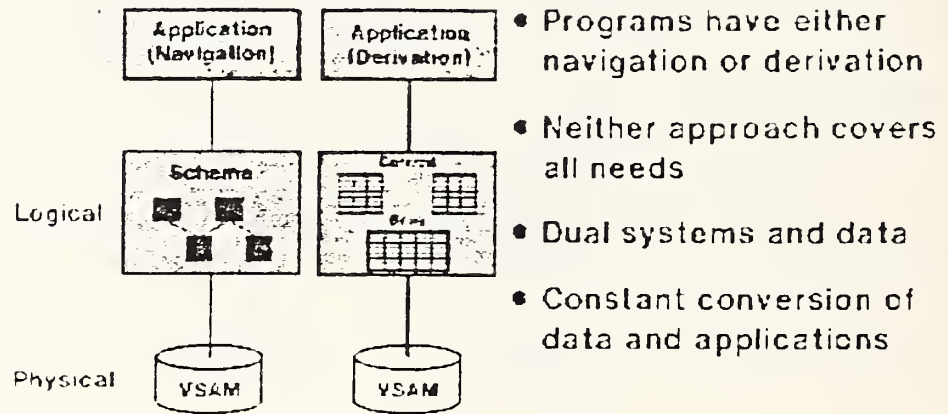 Application
(Navigation)
Application
(Derivation)
Logical
Schema
Physical
VSAM
VSAM
• Programs have either
navigation or derivation
• Neither approach covers
all needs
• Dual systems and data
• Constant conversion of
data and applications